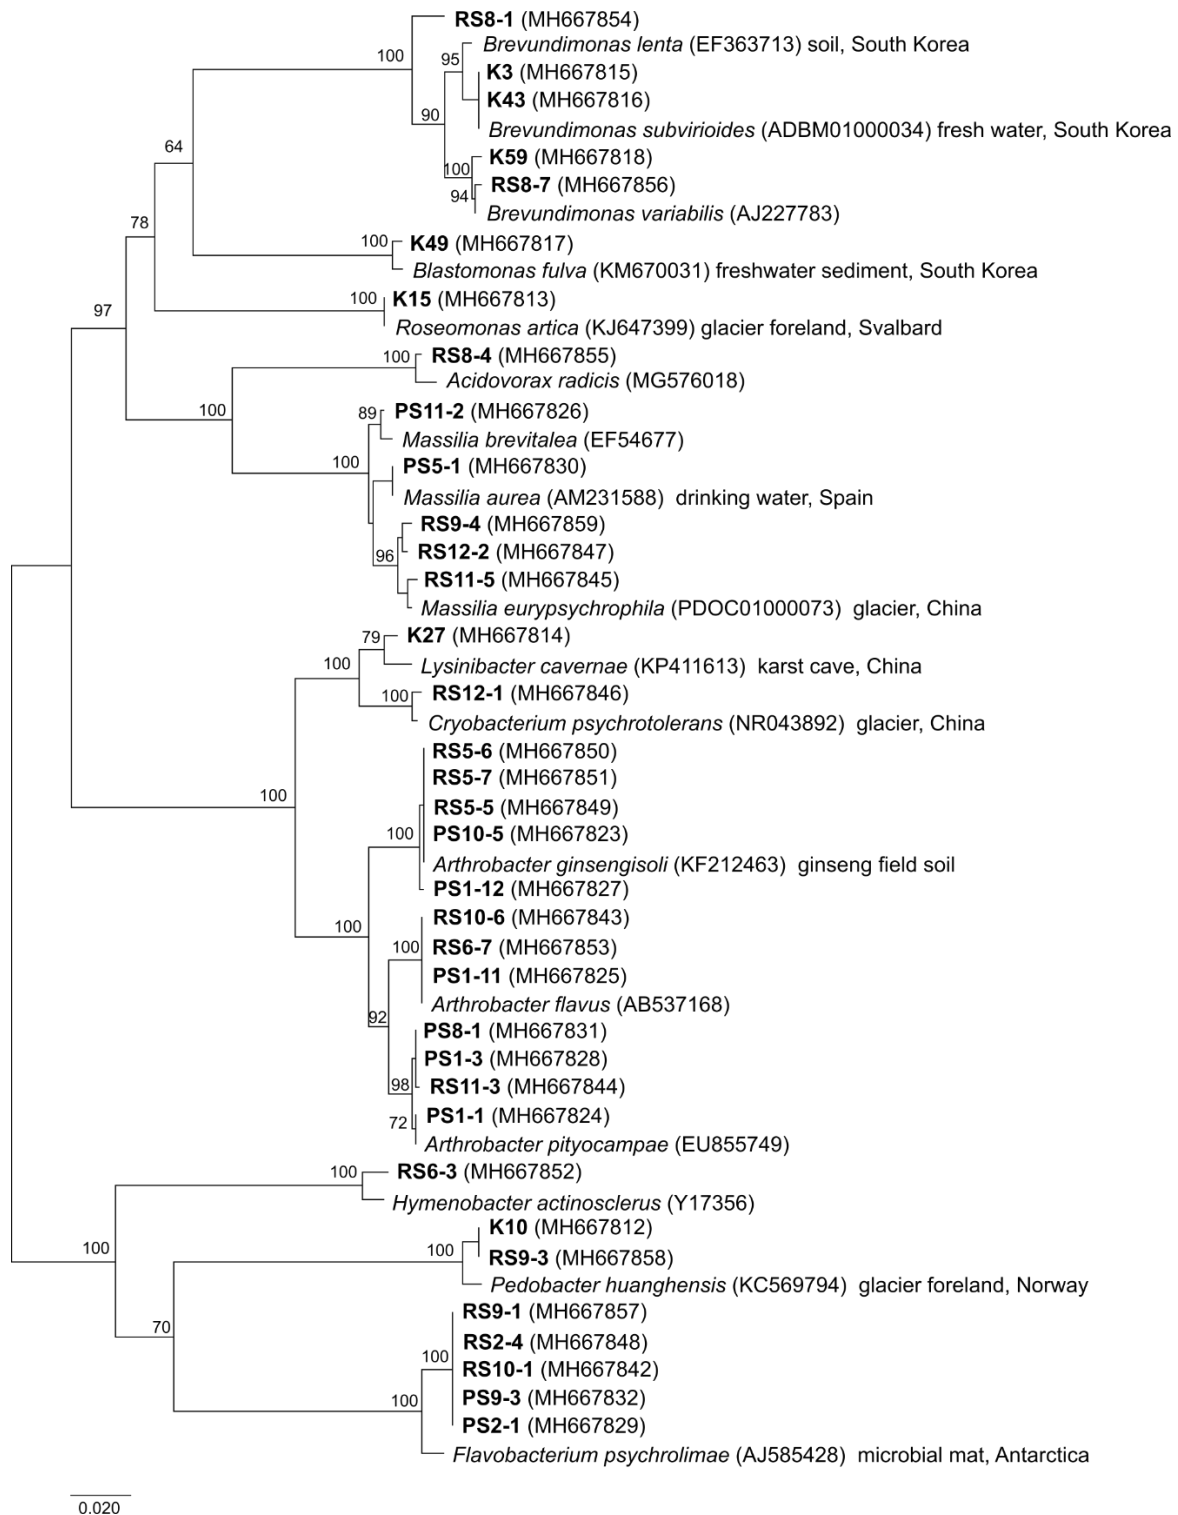 RS8-1 (MH667854)
Brevundimonas lenta (EF363713) soil, South Korea
100
95
K3 (MH667815)
K43 (MH667816)
90
Brevundimonas subvirioides (ADBM01000034) fresh water, South Korea
64
K59 (MH667818)
100
RS8-7 (MH667856)
94
Brevundimonas variabilis (AJ227783)
78
100
K49 (MH667817)
Blastomonas fulva (KM670031) freshwater sediment, South Korea
100
K15 (MH667813)
97
Roseomonas artica (KJ647399) glacier foreland, Svalbard
100
RS8-4 (MH667855)
Acidovorax radicis (MG576018)
100
89
PS11-2 (MH667826)
Massilia brevitalea (EF54677)
100
PS5-1 (MH667830)
Massilia aurea (AM231588) drinking water, Spain
RS9-4 (MH667859)
96
RS12-2 (MH667847)
RS11-5 (MH667845)
Massilia eurypsychrophila (PDOC01000073) glacier, China
79
K27 (MH667814)
100
Lysinibacter cavernae (KP411613) karst cave, China
100
RS12-1 (MH667846)
Cryobacterium psychrotolerans (NR043892) glacier, China
RS5-6 (MH667850)
RS5-7 (MH667851)
100
RS5-5 (MH667849)
100
PS10-5 (MH667823)
Arthrobacter ginsengisoli (KF212463) ginseng field soil
PS1-12 (MH667827)
100
RS10-6 (MH667843)
100
RS6-7 (MH667853)
PS1-11 (MH667825)
Arthrobacter flavus (AB537168)
92
PS8-1 (MH667831)
PS1-3 (MH667828)
98
RS11-3 (MH667844)
72
PS1-1 (MH667824)
Arthrobacter pityocampae (EU855749)
100
RS6-3 (MH667852)
Hymenobacter actinosclerus (Y17356)
K10 (MH667812)
100
100
RS9-3 (MH667858)
Pedobacter huanghensis (KC569794) glacier foreland, Norway
RS9-1 (MH667857)
70
RS2-4 (MH667848)
100
RS10-1 (MH667842)
100
PS9-3 (MH667832)
PS2-1 (MH667829)
Flavobacterium psychrolimae (AJ585428) microbial mat, Antarctica
0.020